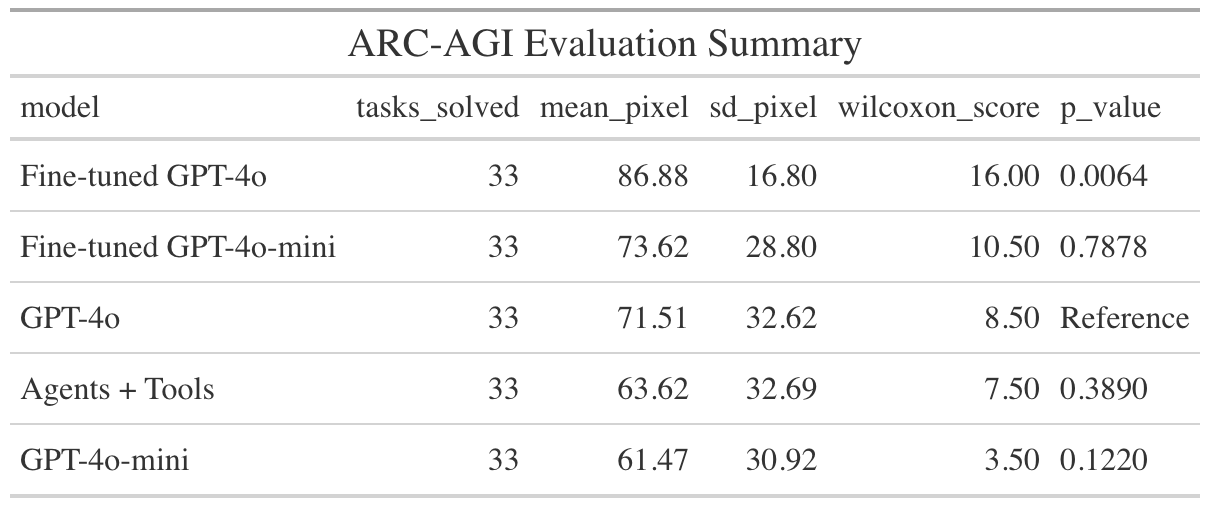 ARC-AGI Evaluation Summary
model tasks_solved mean_pixel sd_pixel wilcoxon_score p_value
Fine-tuned GPT-4o 33 86.88 16.80 16.00 0.0064
Fine-tuned GPT-4o-mini 33 73.62 28.80 10.50 0.7878
GPT-4o 33 71.51 32.62 8.50 Reference
Agents + Tools 33 63.62 32.69 7.50 0.3890
GPT-4o-mini 33 61.47 30.92 3.50 0.1220